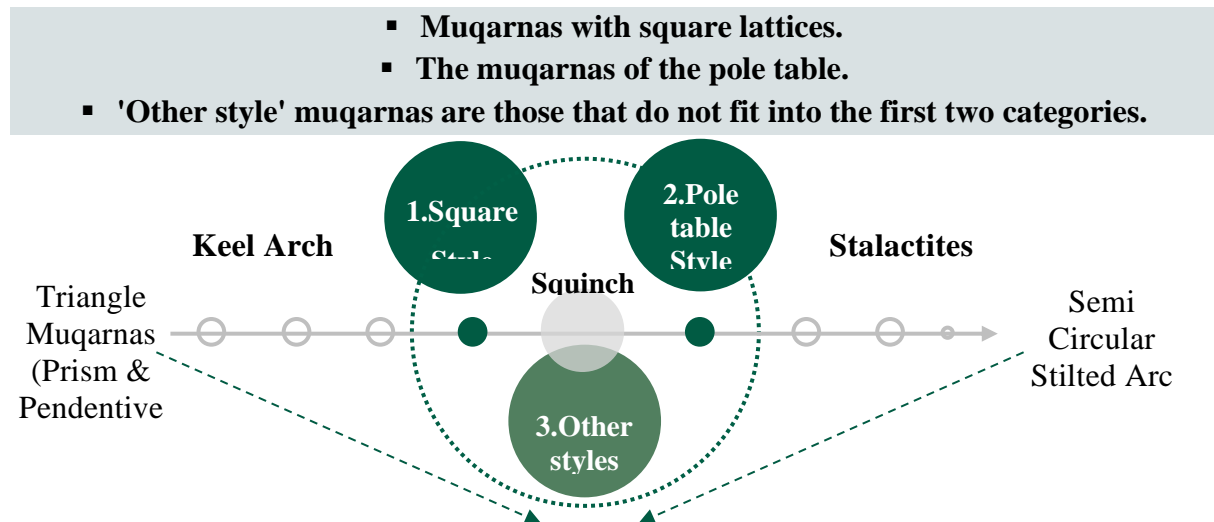 ▪ Muqarnas with square lattices.
▪ The muqarnas of the pole table.
▪ 'Other style' muqarnas are those that do not fit into the first two categories.
1.Square
Style
2.Pole
table
Style
Keel Arch
Stalactites
Squinch
Triangle
Muqarnas
(Prism &
Pendentive
Semi
Circular
Stilted Arc
3.Other
styles